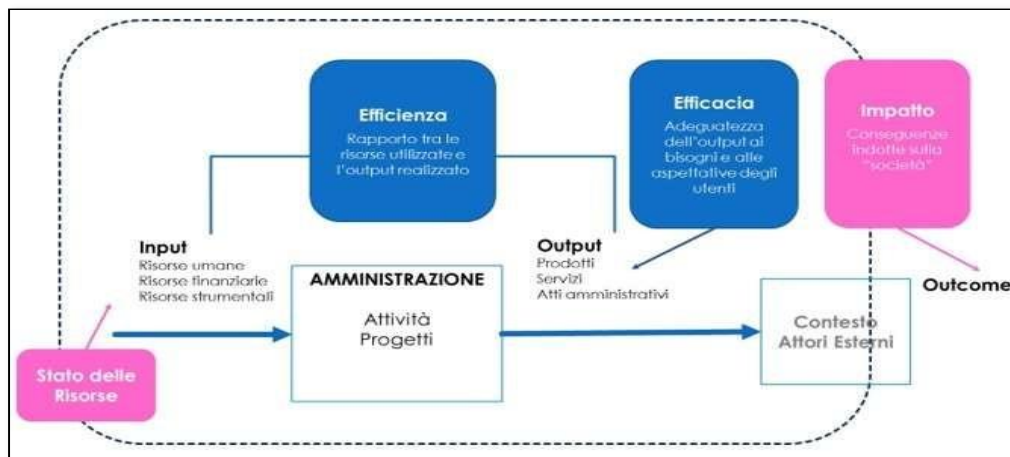 Efficienza
Rapporto tra le
risorse utilizzate e
l'output realizzato
Efficacia
Adeguatezza
dell'output ai
bisogni e alle
aspettative degli
utenti
Impatto
Conseguenze
indotte sulla
"società"
Input
Risorse umane
Risorse finanziarie
Risorse strumentali
AMMINISTRAZIONE
Attività
Progetti
Output
Prodotti
Servizi
Atti amministrativi
Outcome
Contesto
Attori Esterni
Stato delle
Risorse